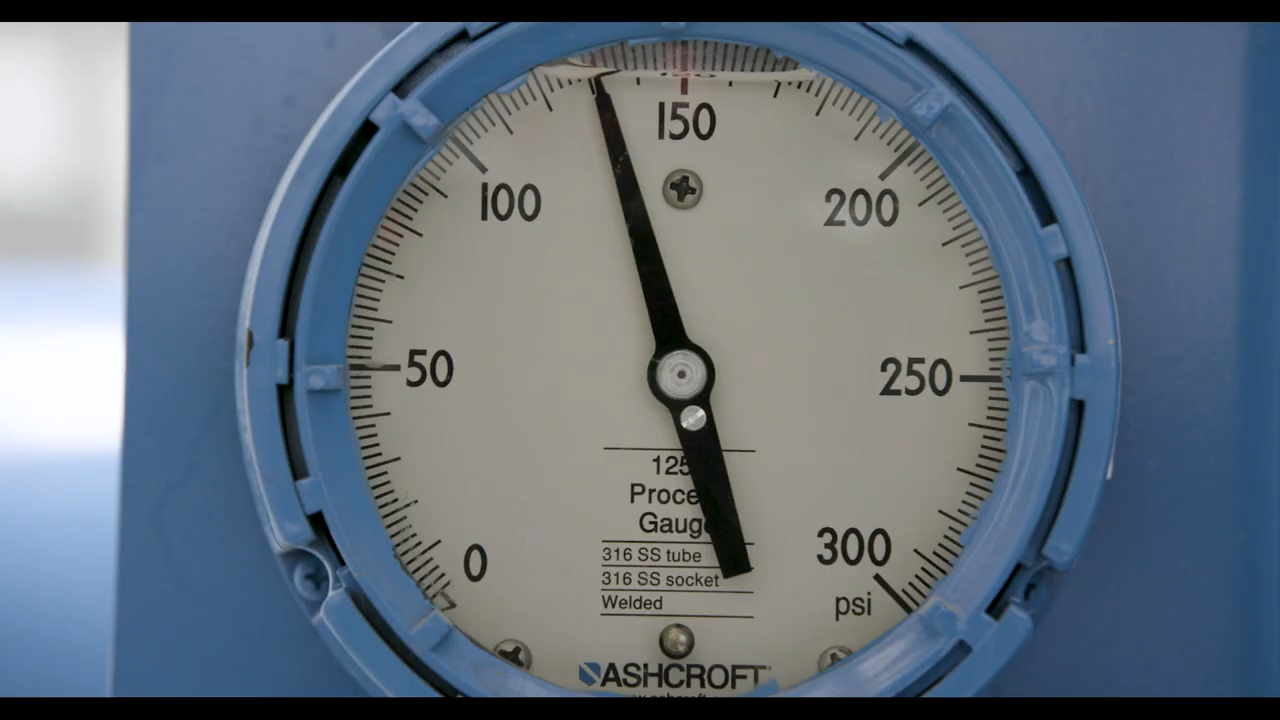 150
100
200
50
250
125
Proce
Gaug
0
300
316 SS tube
316 SS socket
psi
Welded
ASHCROFT